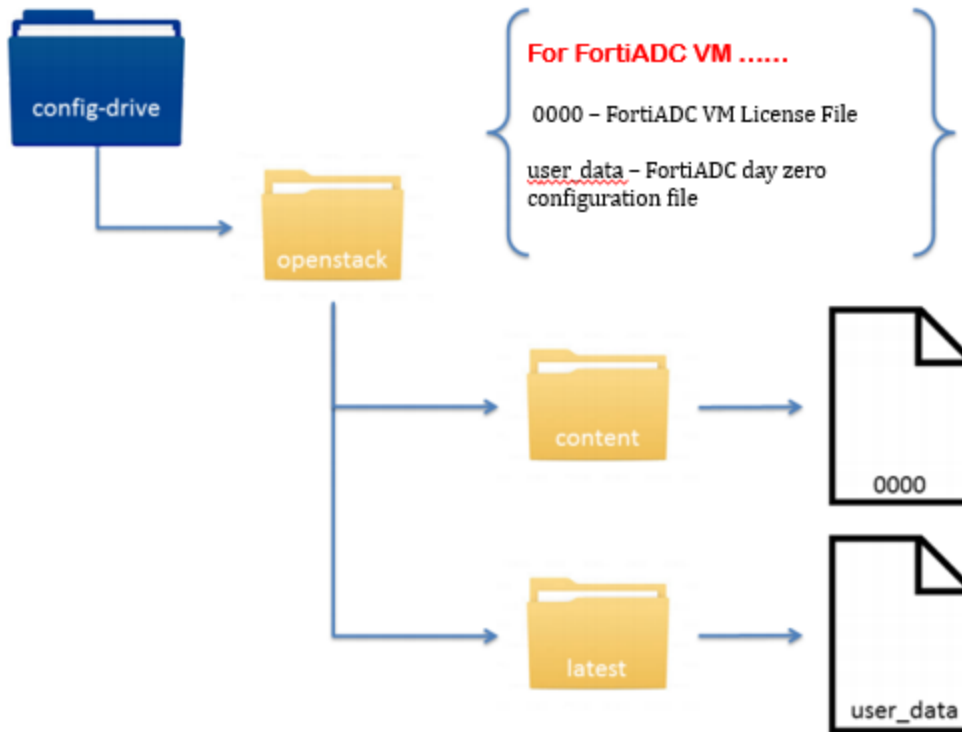 config-drive
For FortiADC VM ……
0000 – FortiADC VM License File
user_data – FortiADC day zero
configuration file
openstack
content
0000
latest
user_data